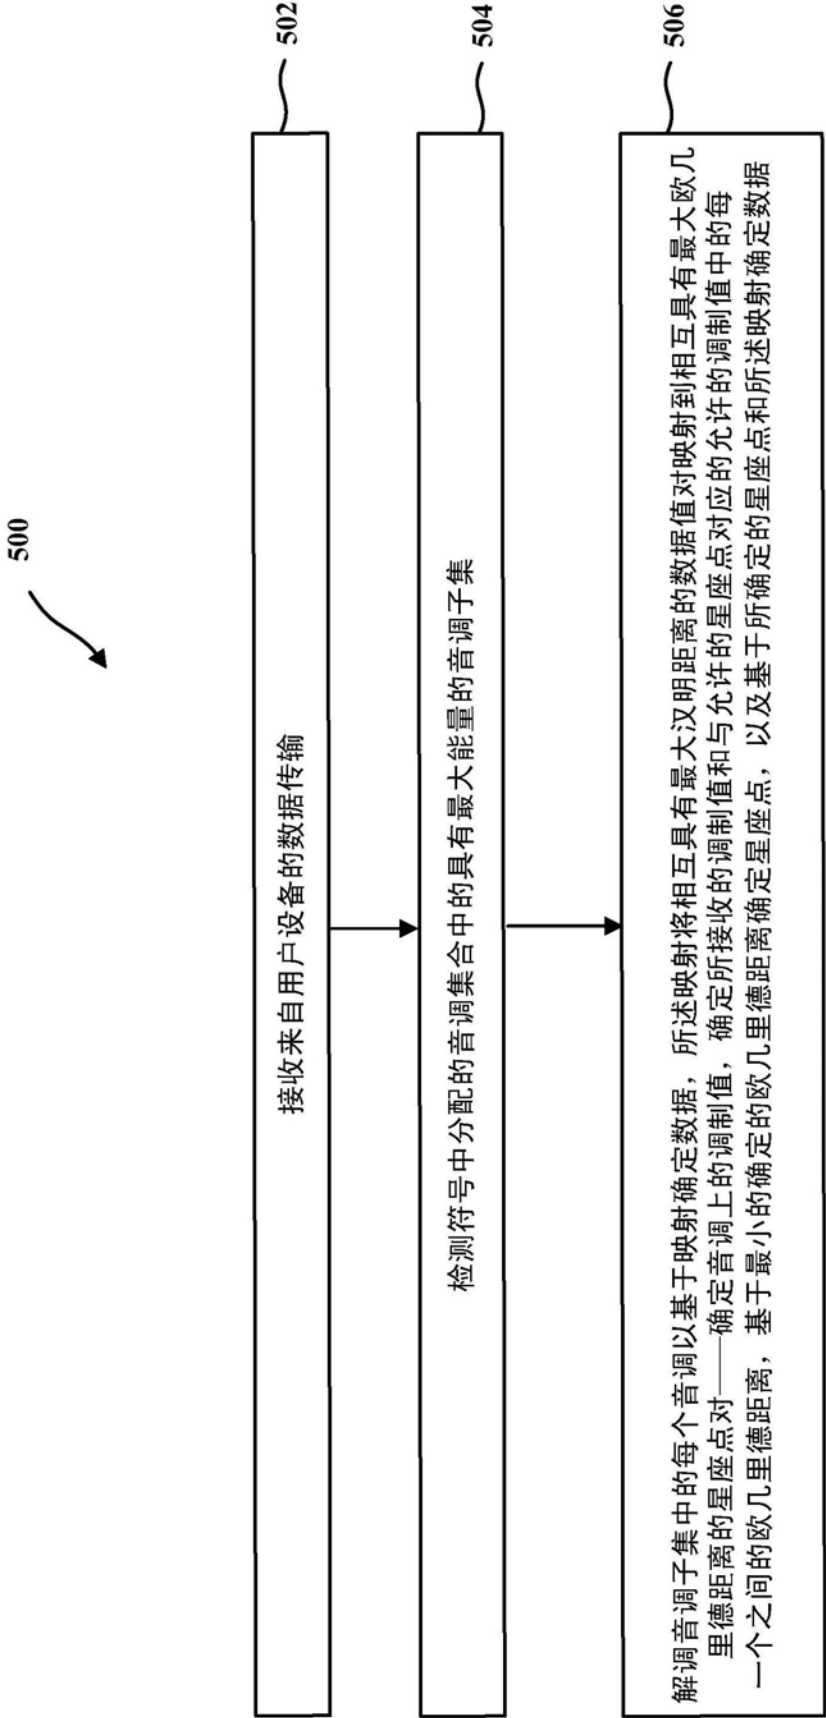 500
502
接收来自用户设备的数据传输
504
检测符号中分配的音调集合中的具有最大能量的音调子集
506
解调音调子集中的每个音调以基于映射确定数据，所述映射将相互具有最大汉明距离的数据值对映射到相互具有最大欧几
里德距离的星座点对——确定音调上的调制值，确定所接收的调制值和与允许的星座点对应的允许的调制值中的每
一个之间的欧几里德距离，基于最小的确定的欧几里德距离确定星座点，以及基于所确定的星座点和所述映射确定数据